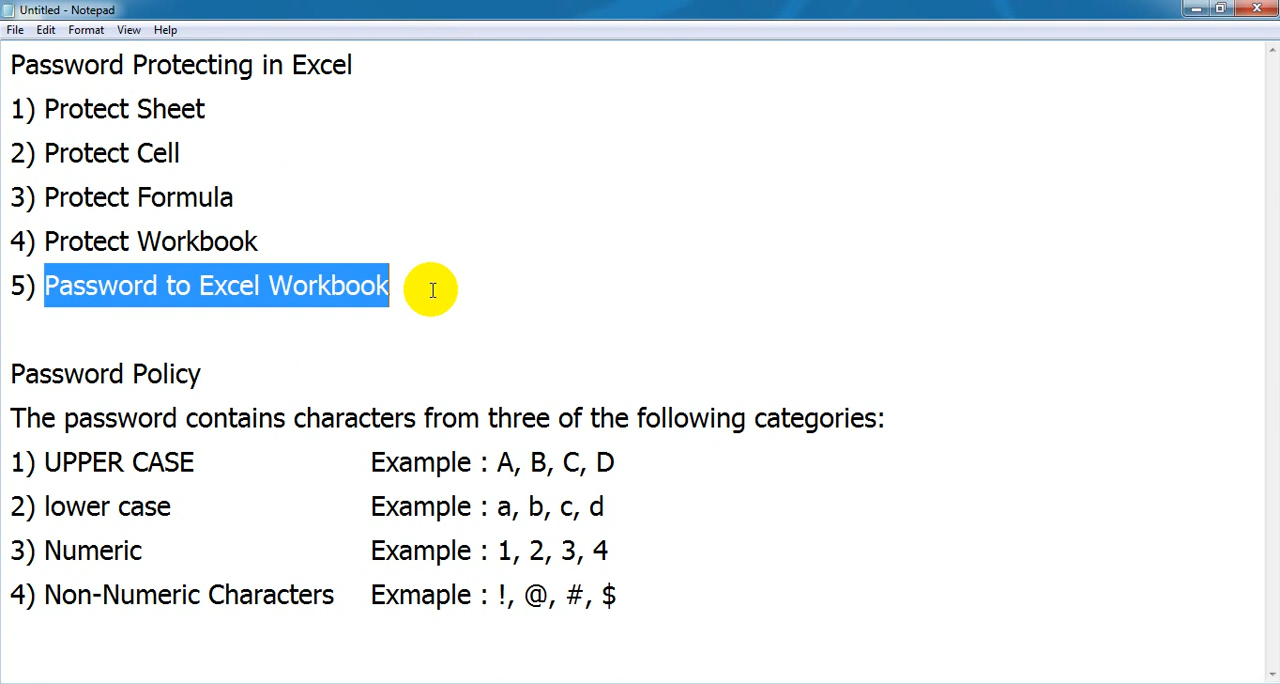 Untitled - Notepad
File Edit Format View Help
Password Protecting in Excel
1) Protect Sheet
2) Protect Cell
3) Protect Formula
4) Protect Workbook
5) Password to Excel Workbook
Password Policy
The password contains characters from three of the following categories:
1) UPPER CASE Example : A, B, C, D
2) lower case Example : a, b, c, d
3) Numeric Example : 1, 2, 3, 4
4) Non-Numeric Characters Exmaple : !, @, #, $